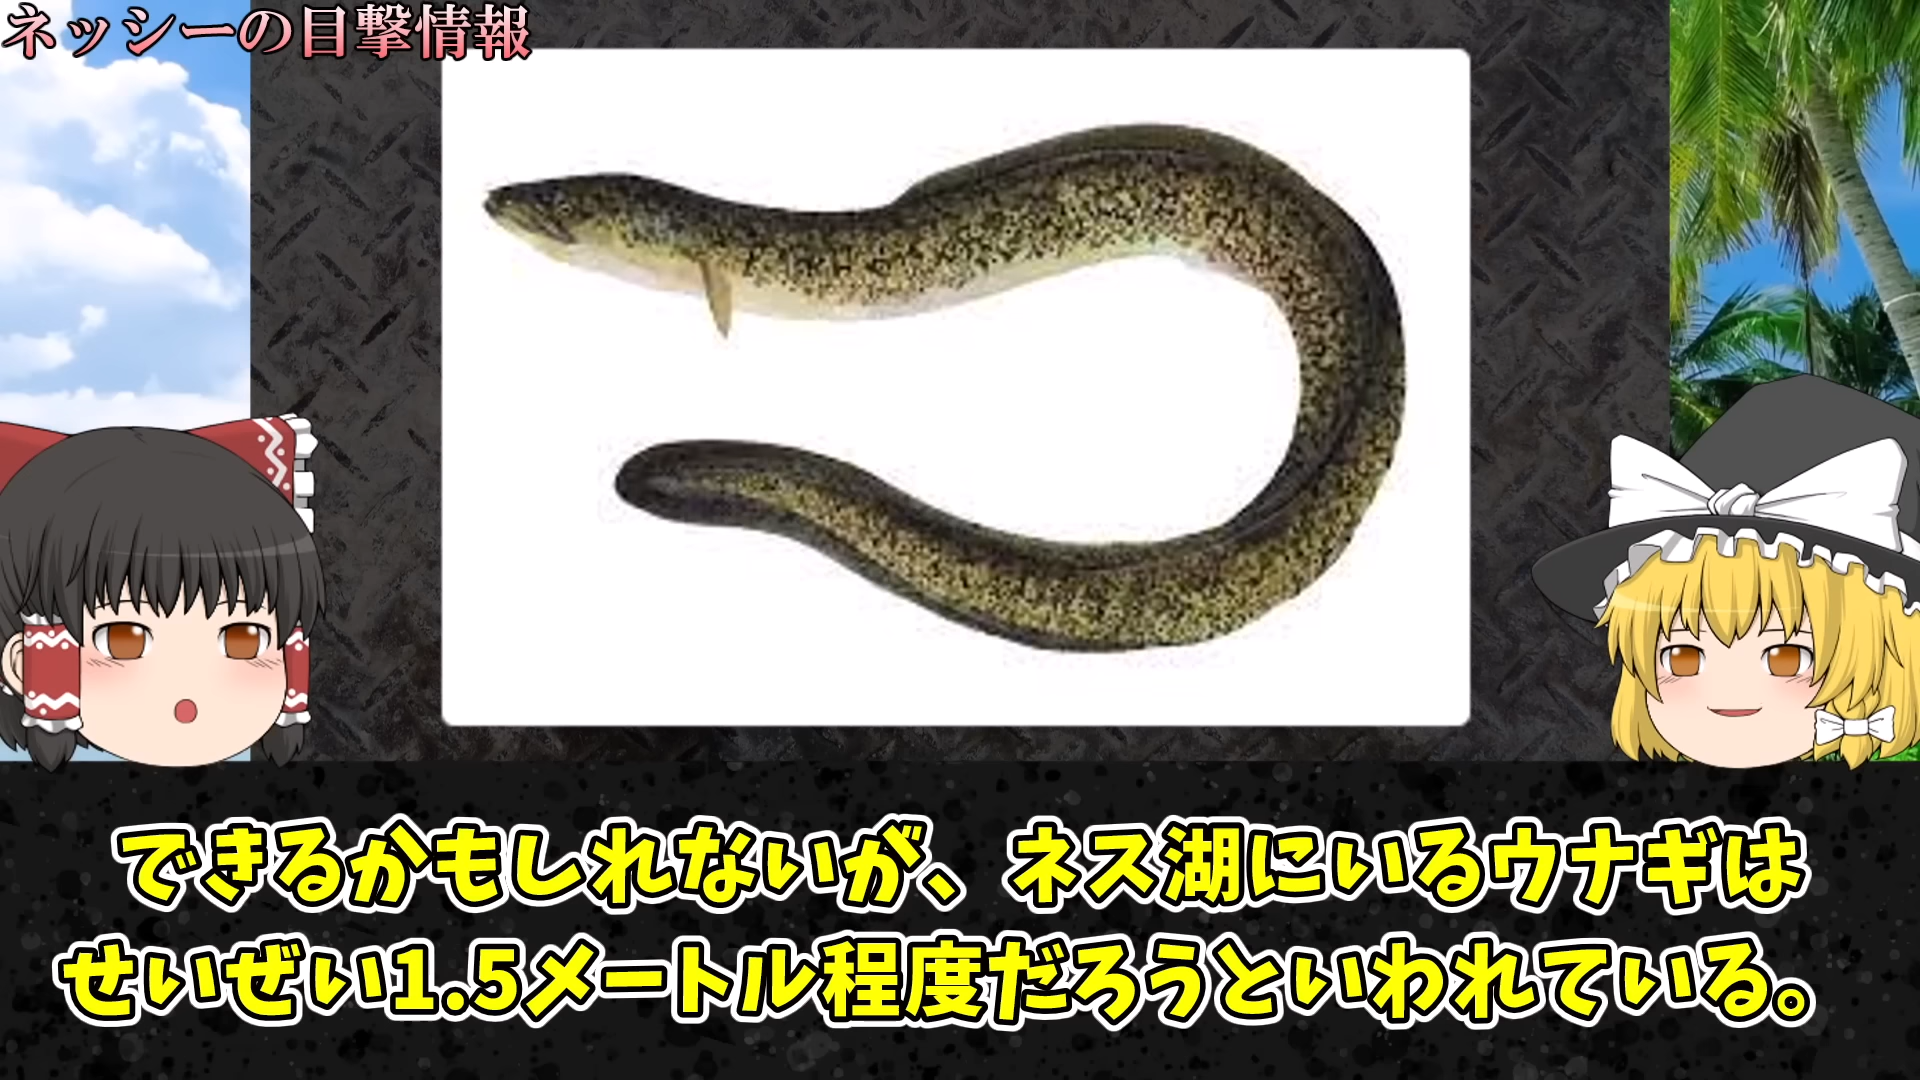 ネッシーの目撃情報
できるかもしれないが、ネス湖にいるウナギは
せいぜい1.5メートル程度だろうといわれている。